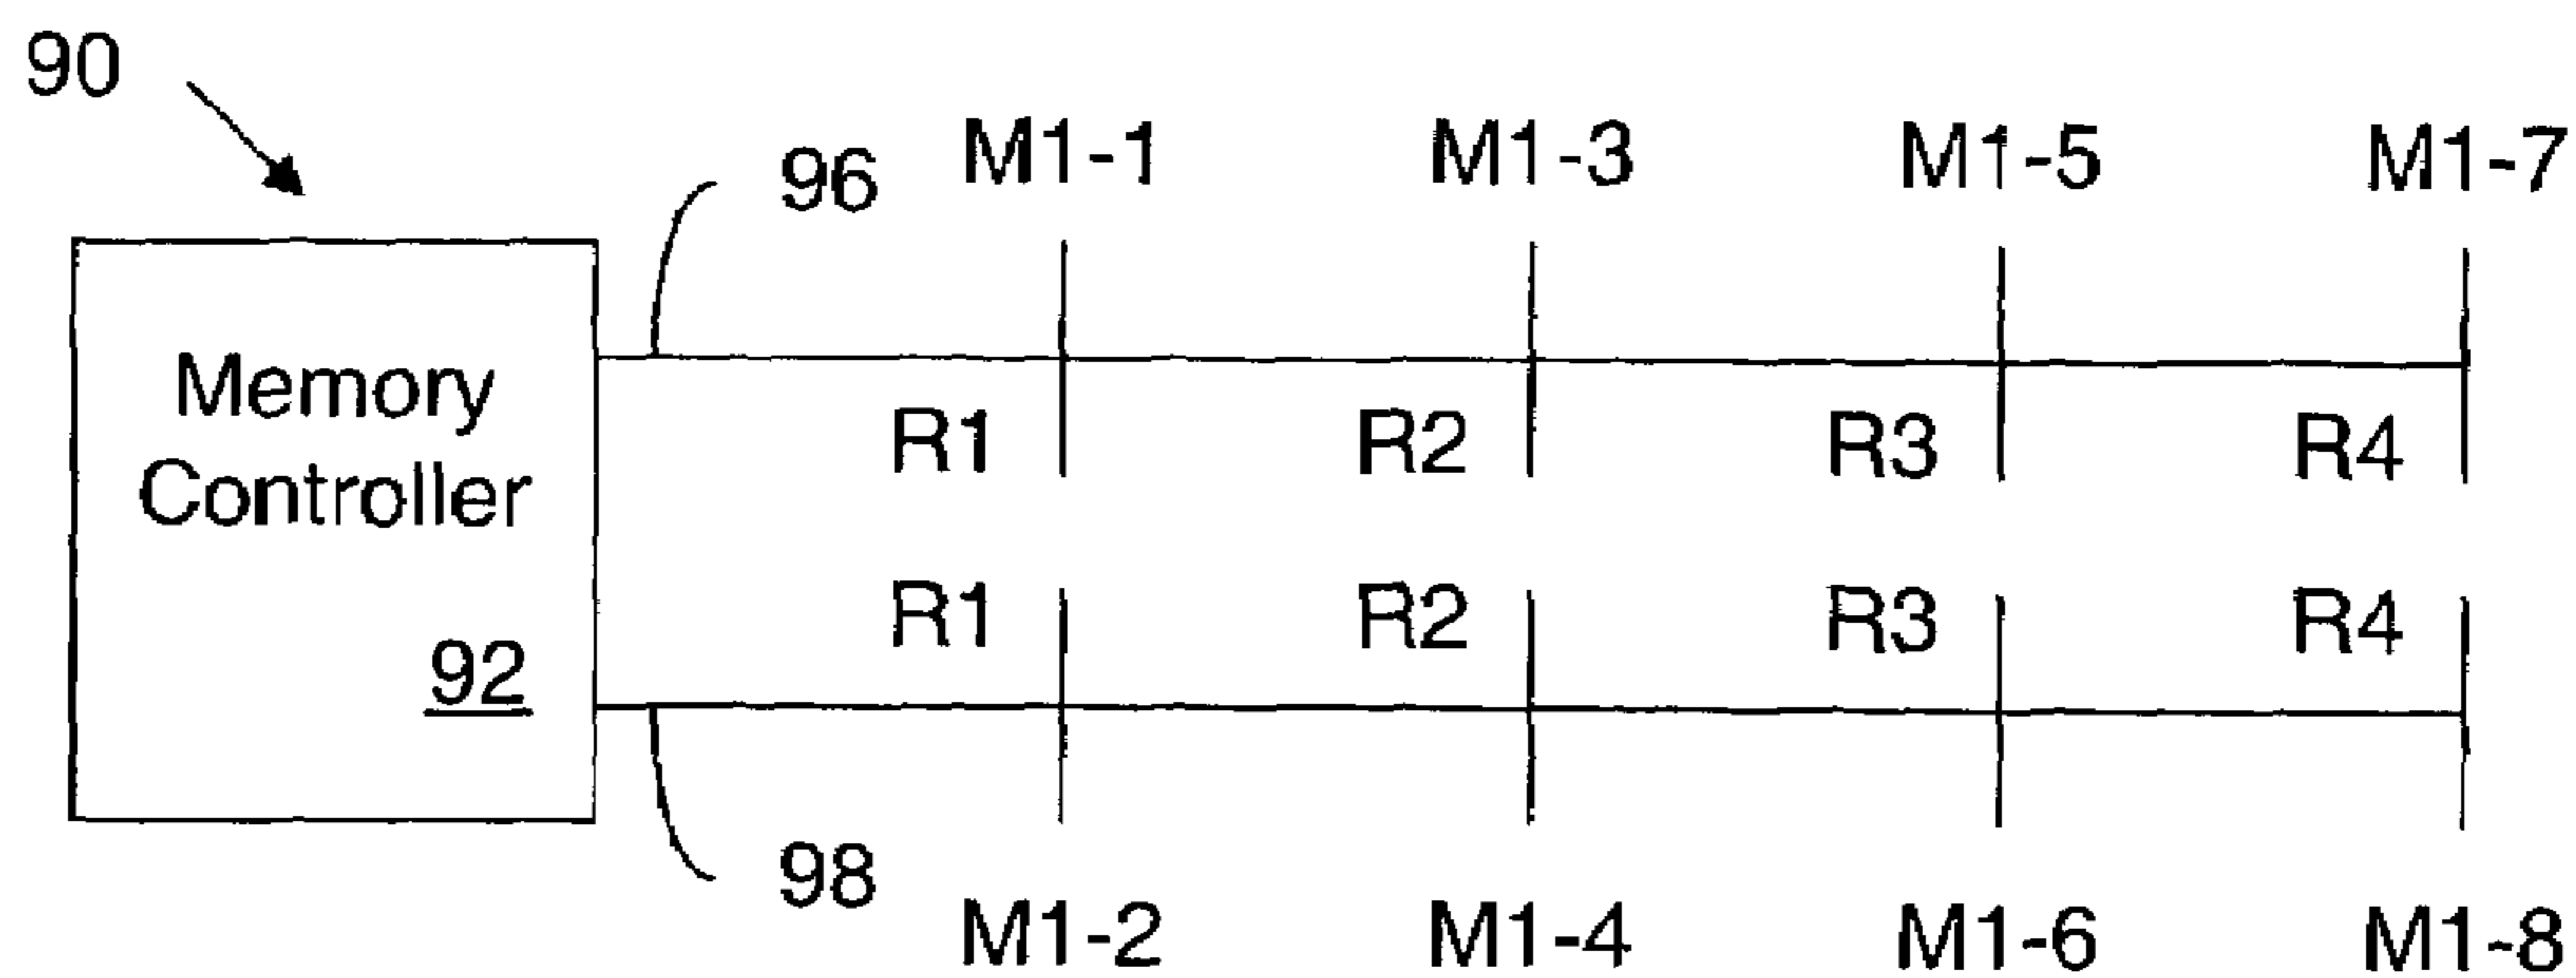 90
96
M1-1 M1-3 M1-5 M1-7
Memory
Controller
92
R1 R2 R3 R4
R1 R2 R3 R4
98
M1-2 M1-4 M1-6 M1-8